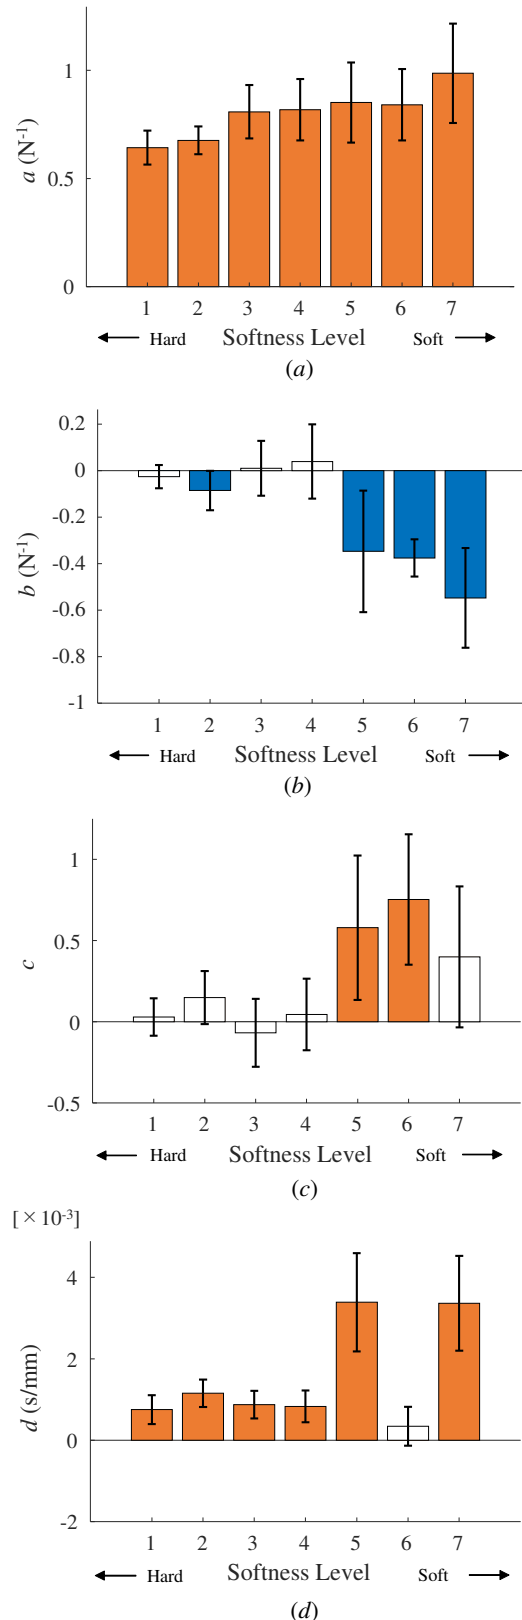 1
0.5
0
a (N⁻¹)
1 2 3 4 5 6 7
Hard Softness Level Soft
(a)
0.2
0
-0.2
-0.4
-0.6
-0.8
-1
b (N⁻¹)
1 2 3 4 5 6 7
Hard Softness Level Soft
(b)
1
0.5
0
-0.5
c
1 2 3 4 5 6 7
Hard Softness Level Soft
(c)
[×10⁻³]
4
2
0
-2
d (s/mm)
1 2 3 4 5 6 7
Hard Softness Level Soft
(d)